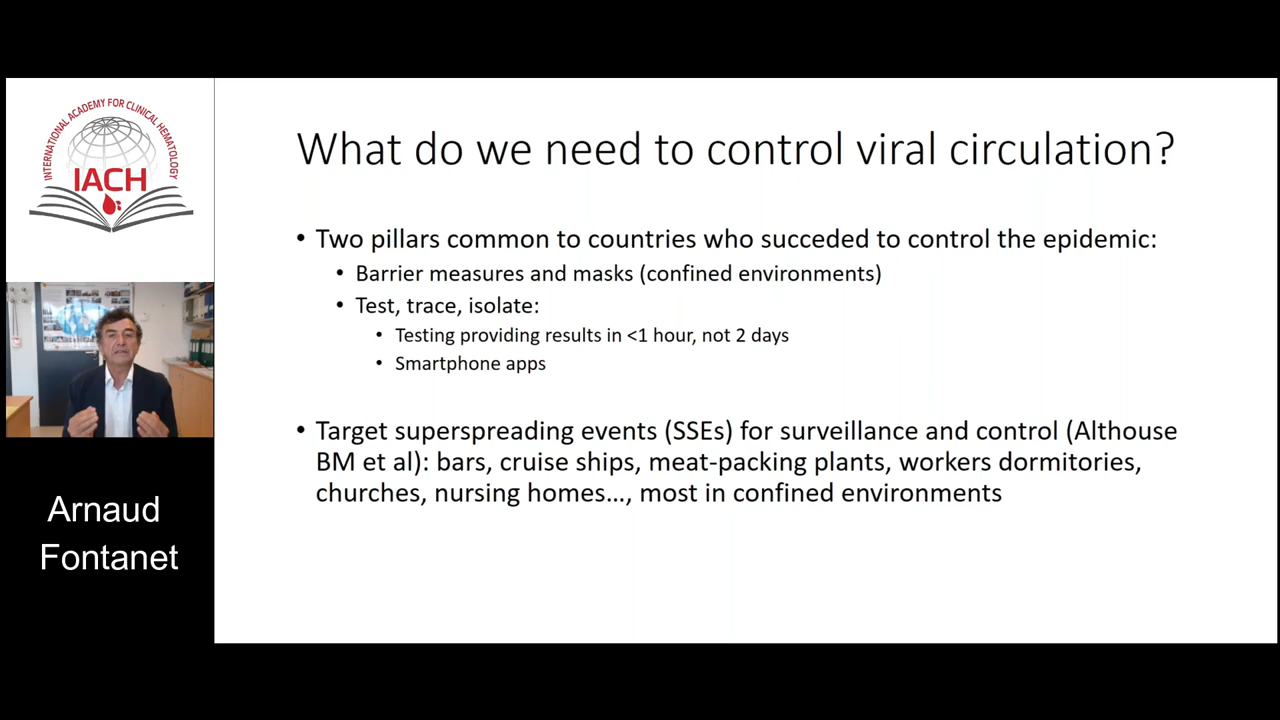 INTERNATIONAL ACADEMY FOR CLINICAL HEMATOLOGY
IACH
Arnaud
Fontanet
What do we need to control viral circulation?
• Two pillars common to countries who succeded to control the epidemic:
• Barrier measures and masks (confined environments)
• Test, trace, isolate:
• Testing providing results in <1 hour, not 2 days
• Smartphone apps
• Target superspreading events (SSEs) for surveillance and control (Althouse
BM et al): bars, cruise ships, meat-packing plants, workers dormitories,
churches, nursing homes…, most in confined environments